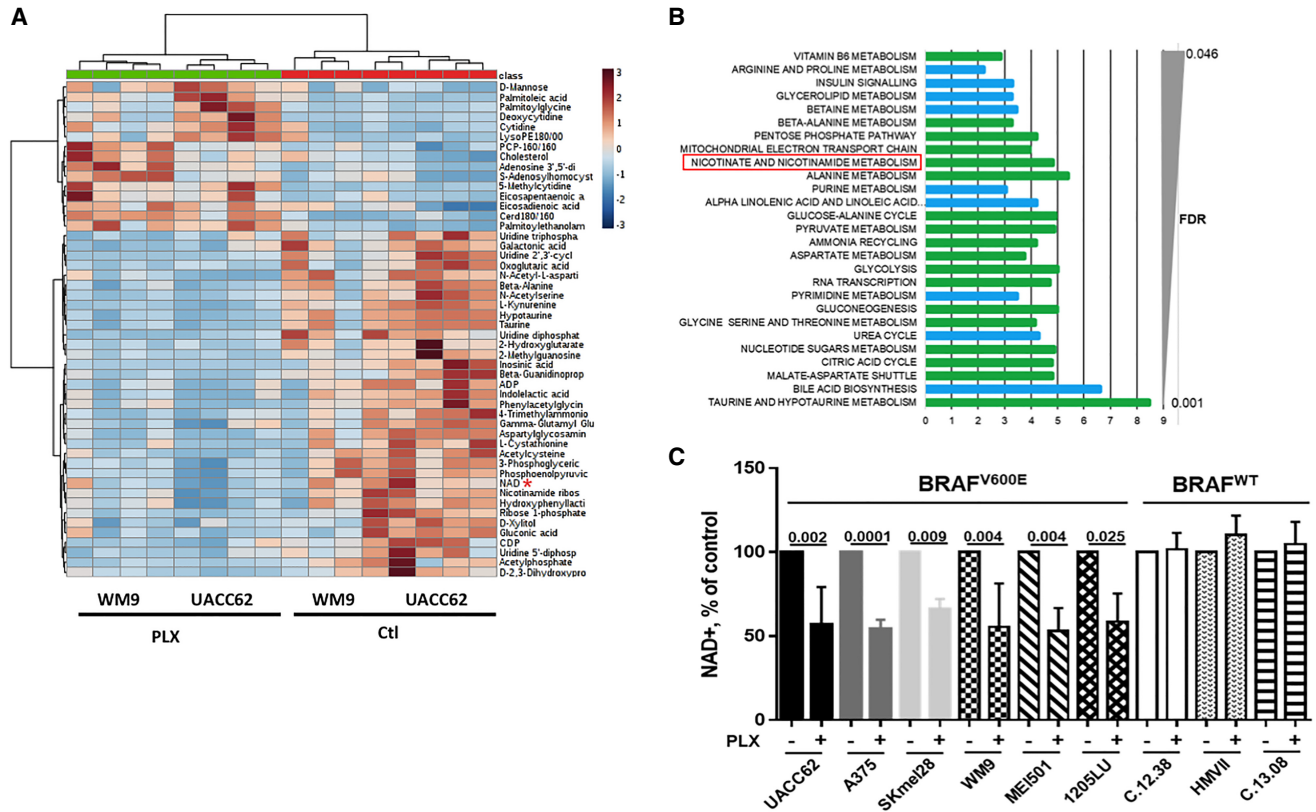 A
class
D-Mannose
Palmitoleic acid
Palmitoylglycine
Deoxycytidine
Cytidine
LysoPE180/00
PCP-160/160
Cholesterol
Adenosine 3',5'-di
S-Adenosylhomocyst
5-Methylcytidine
Eicosapentaenoic a
Eicosadienoic acid
Cerd180/160
Palmitoylethanolam
Uridine triphospha
Galactonic acid
Uridine 2',3'-cycl
Oxoglutaric acid
N-Acetyl-L-asparti
Beta-Alanine
N-Acetylserine
L-Kynurenine
Hypotaurine
Taurine
Uridine diphosphat
2-Hydroxyglutarate
2-Methylguanosine
Inosinic acid
Beta-Guanidinoprop
ADP
Indolelactic acid
Phenylacetylglycin
4-Trimethylammonio
Gamma-Glutamyl Glu
Aspartylglycosamin
L-Cystathionine
Acetylcysteine
3-Phosphoglyceric
Phosphoenolpyruvic
NAD *
Nicotinamide ribos
Hydroxyphenyllacti
Ribose 1-phosphate
D-Xylitol
Gluconic acid
CDP
Uridine 5'-diphosp
Acetylphosphate
D-2,3-Dihydroxypro
3
2
1
0
-1
-2
-3
WM9 UACC62 WM9 UACC62
PLX Ctl
B
VITAMIN B6 METABOLISM
ARGININE AND PROLINE METABOLISM
INSULIN SIGNALLING
GLYCEROLIPID METABOLISM
BETAINE METABOLISM
BETA-ALANINE METABOLISM
PENTOSE PHOSPHATE PATHWAY
MITOCHONDRIAL ELECTRON TRANSPORT CHAIN
NICOTINATE AND NICOTINAMIDE METABOLISM
ALANINE METABOLISM
PURINE METABOLISM
ALPHA LINOLENIC ACID AND LINOLEIC ACID...
GLUCOSE-ALANINE CYCLE
PYRUVATE METABOLISM
AMMONIA RECYCLING
ASPARTATE METABOLISM
GLYCOLYSIS
RNA TRANSCRIPTION
PYRIMIDINE METABOLISM
GLUCONEOGENESIS
GLYCINE SERINE AND THREONINE METABOLISM
UREA CYCLE
NUCLEOTIDE SUGARS METABOLISM
CITRIC ACID CYCLE
MALATE-ASPARTATE SHUTTLE
BILE ACID BIOSYNTHESIS
TAURINE AND HYPOTAURINE METABOLISM
0 1 2 3 4 5 6 7 8 9
0.046
FDR
0.001
C
NAD+, % of control
150
100
50
0
BRAFV600E BRAFWT
0.002 0.0001 0.009 0.004 0.004 0.025
PLX - + - + - + - + - + - + - + - + - +
UACC62 A375 SKmel28 WM9 MEI501 1205LU C.12.38 HMVII C.13.08